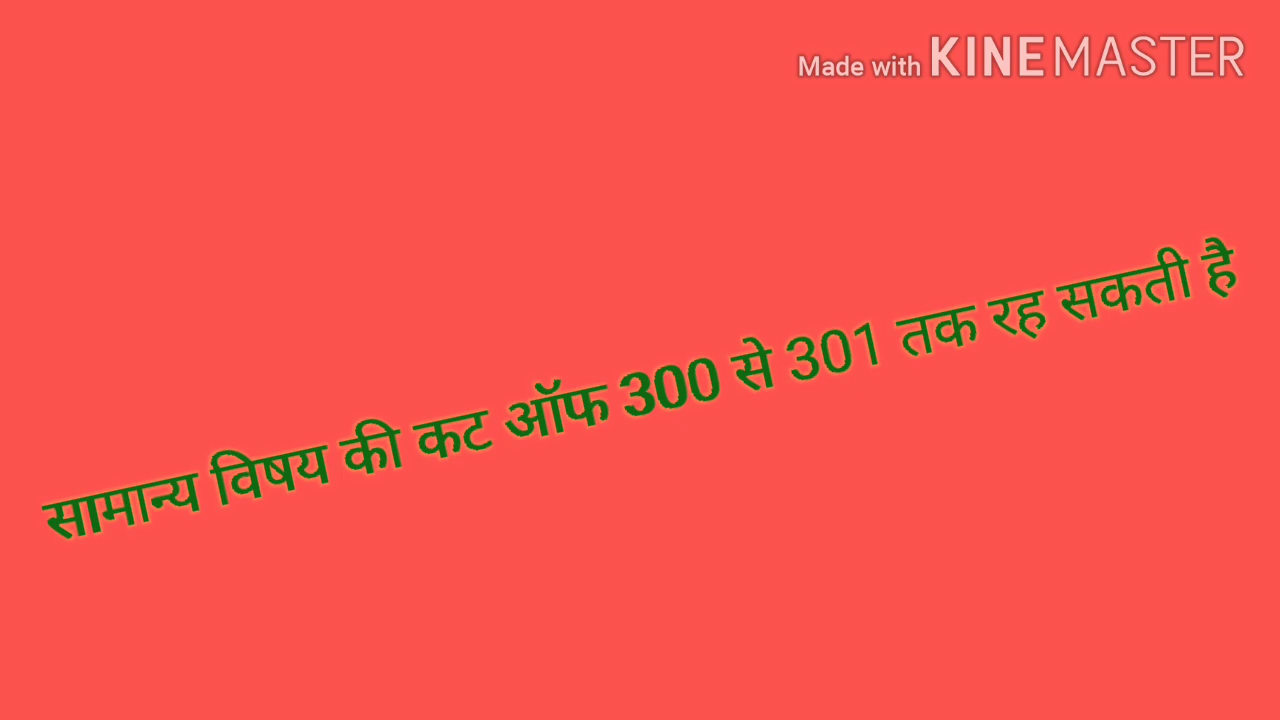 Made with KINEMASTER
सामान्य विषय की कट ऑफ 300 से 301 तक रह सकती है